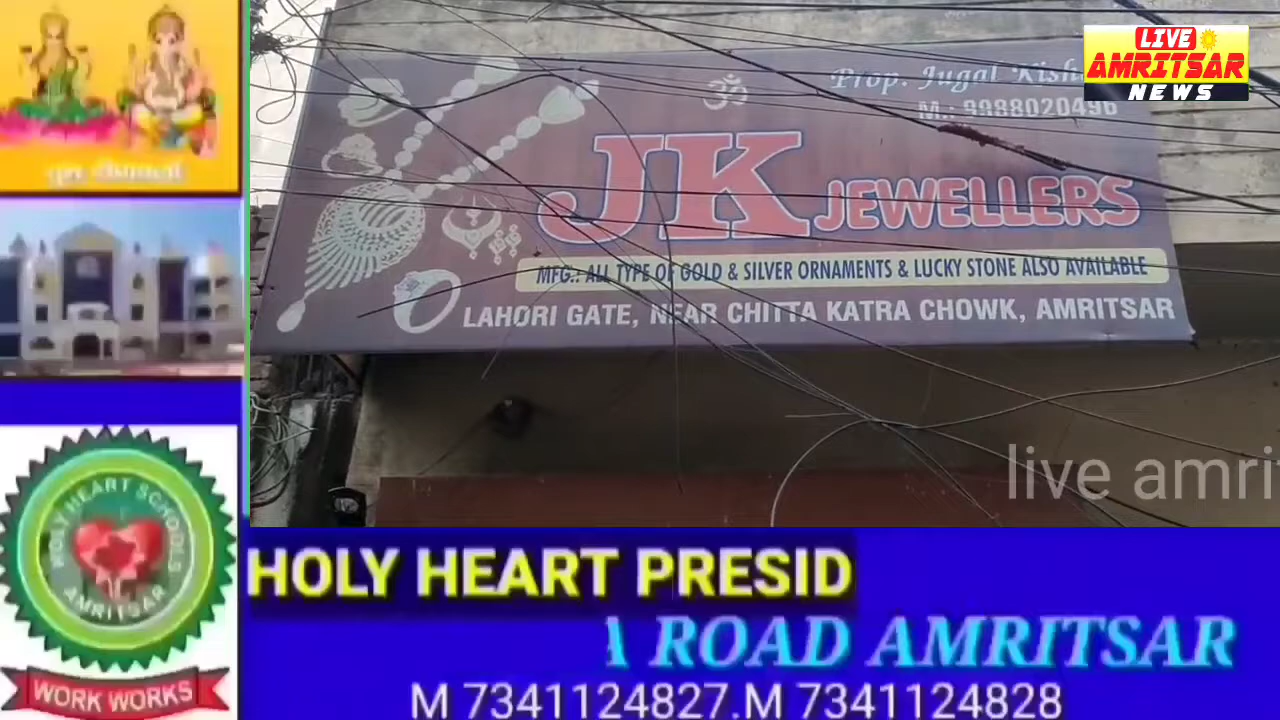 LIVE
AMRITSAR
NEWS
ॐ
Prop. Jugal Kish
M.: 9988020496
JK JEWELLERS
MFG.: ALL TYPE OF GOLD & SILVER ORNAMENTS & LUCKY STONE ALSO AVAILABLE
LAHORI GATE, NEAR CHITTA KATRA CHOWK, AMRITSAR
live amri
HOLY HEART SCHOOLS
AMRITSAR
WORK WORKS
HOLY HEART PRESID
A ROAD AMRITSAR
M 7341124827.M 7341124828